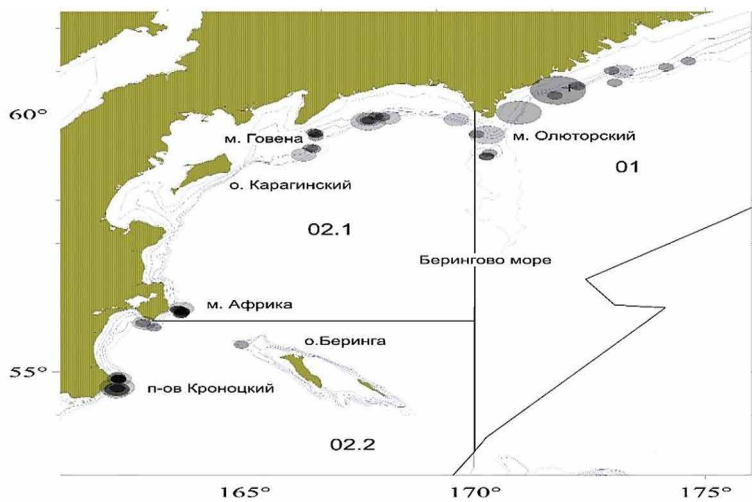 60°
м. Говена
м. Олюторский
01
о. Карагинский
02.1
Берингово море
м. Африка
о.Беринга
55°
п-ов Кроноцкий
02.2
165°
170°
175°